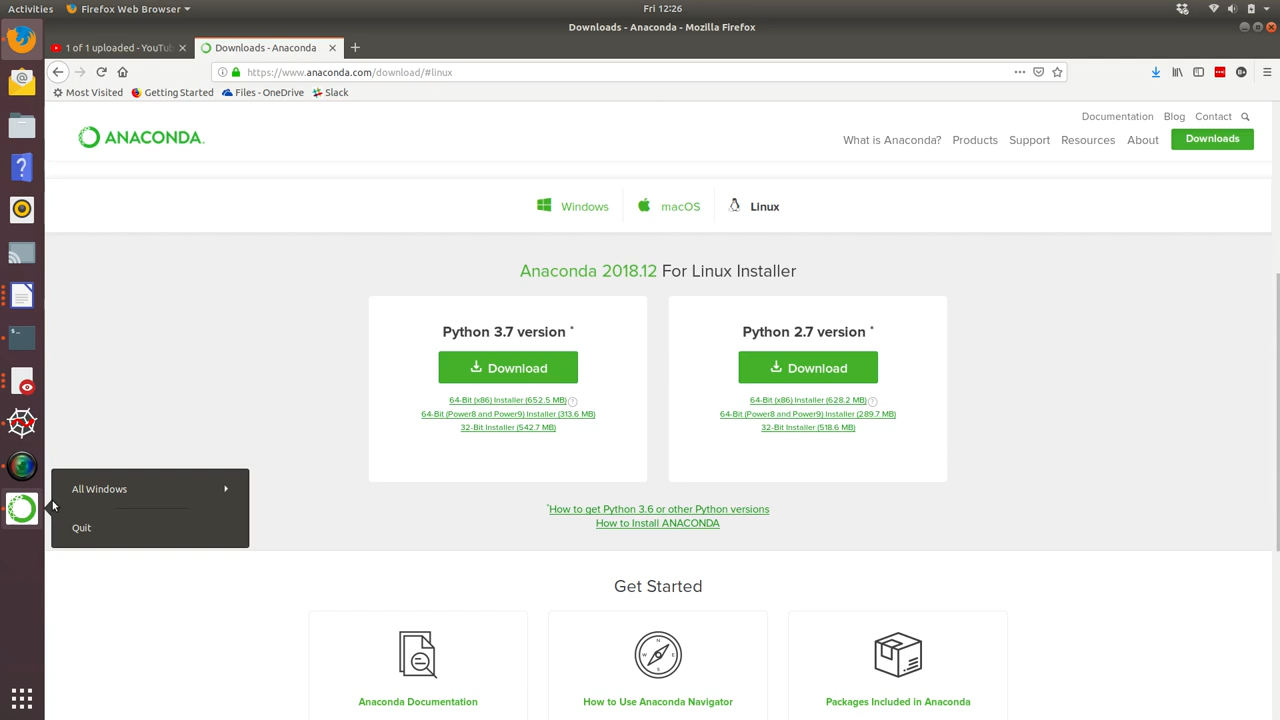 Activities Firefox Web Browser Fri 12:26
Downloads - Anaconda - Mozilla Firefox
1 of 1 uploaded - YouTub Downloads - Anaconda
https://www.anaconda.com/download/#linux
Most Visited Getting Started Files - OneDrive Slack
Documentation Blog Contact
ANACONDA.
What is Anaconda? Products Support Resources About Downloads
Windows macOS Linux
Anaconda 2018.12 For Linux Installer
Python 3.7 version *
Download
64-Bit (x86) Installer (652.5 MB) ?
64-Bit (Power8 and Power9) Installer (313.6 MB)
32-Bit Installer (542.7 MB)
Python 2.7 version *
Download
64-Bit (x86) Installer (628.2 MB) ?
64-Bit (Power8 and Power9) Installer (289.7 MB)
32-Bit Installer (518.6 MB)
All Windows
Quit
*How to get Python 3.6 or other Python versions
How to Install ANACONDA
Get Started
Anaconda Documentation
How to Use Anaconda Navigator
Packages Included in Anaconda